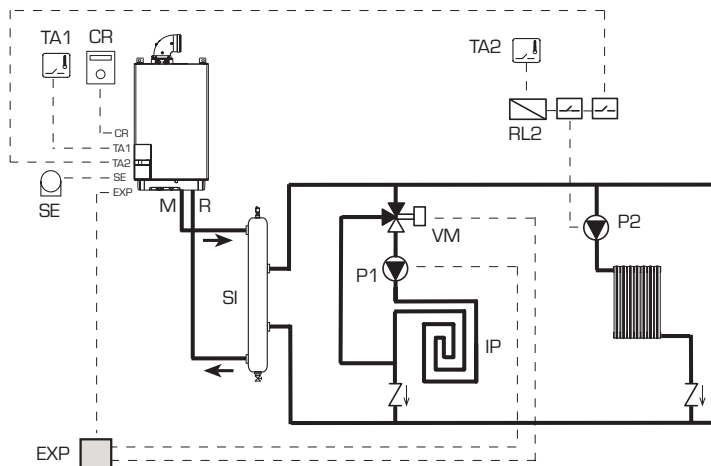 TA1 CR
TA2
RL2
CR
TA1
TA2
SE
EXP
SE
M R
VM
P2
P1
SI
IP
EXP